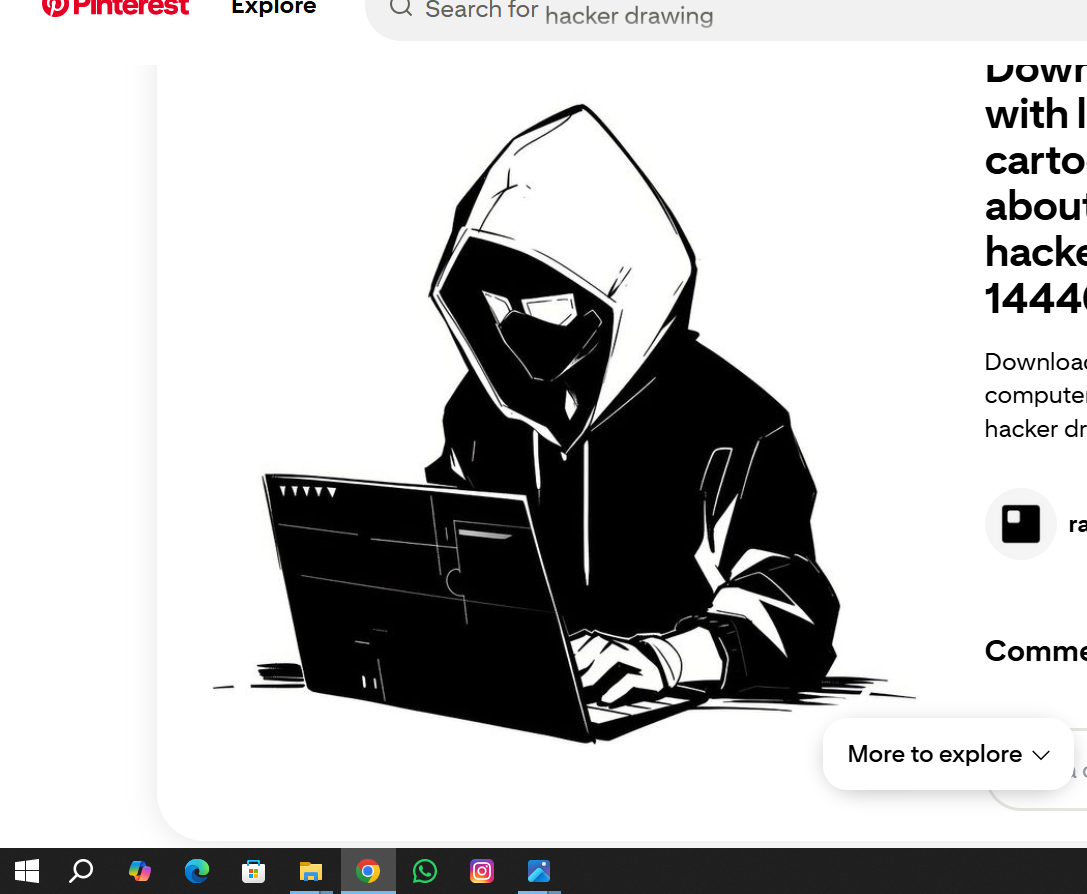 Pinterest
Explore
Search for hacker drawing
Down
with l
carto
about
hacke
1444
Download
computer
hacker dr
ra
Comme
More to explore